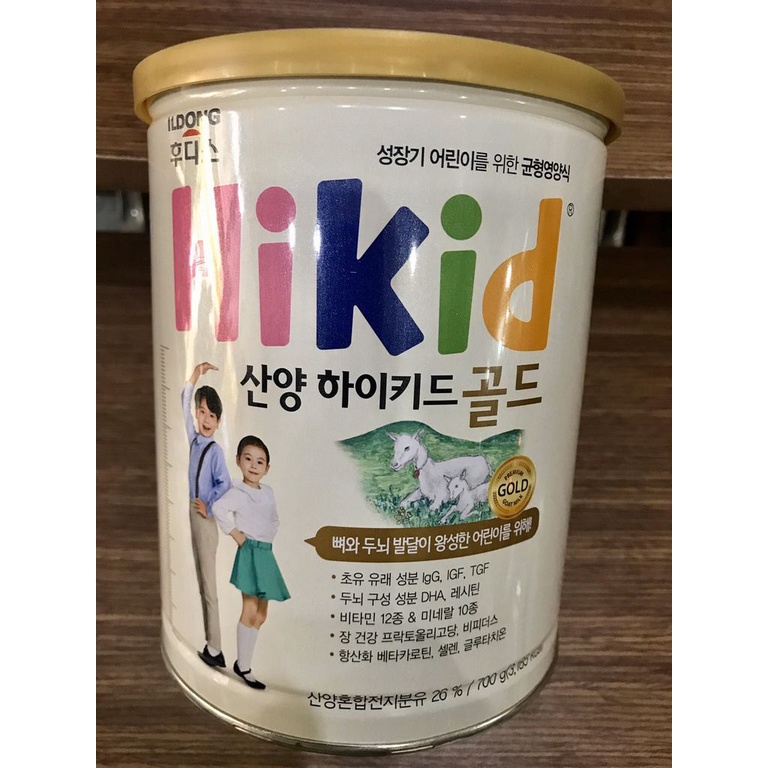 ILDONG
후디스
성장기 어린이를 위한 균형영양식
Hikid®
산양 하이키드 골드
PREMIUM
GOLD
GOAT MILK
뼈와 두뇌 발달이 왕성한 어린이를 위해!
• 초유 유래 성분 IgG, IGF, TGF
• 두뇌 구성 성분 DHA, 레시틴
• 비타민 12종 & 미네랄 10종
• 장 건강 프락토올리고당, 비피더스
• 항산화 베타카로틴, 셀렌, 글루타치온
산양혼합전지분유 26 % / 700 g